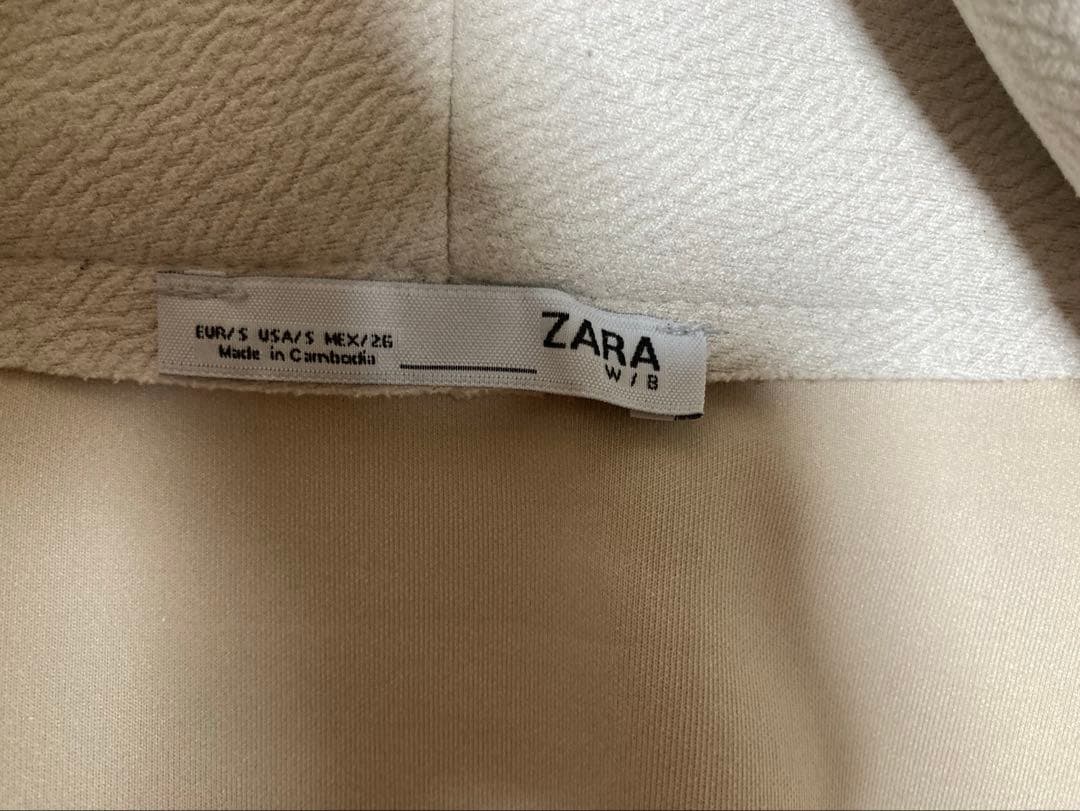 EUR/S USA/S MEX/26
Made in Cambodia
ZARA
W/B